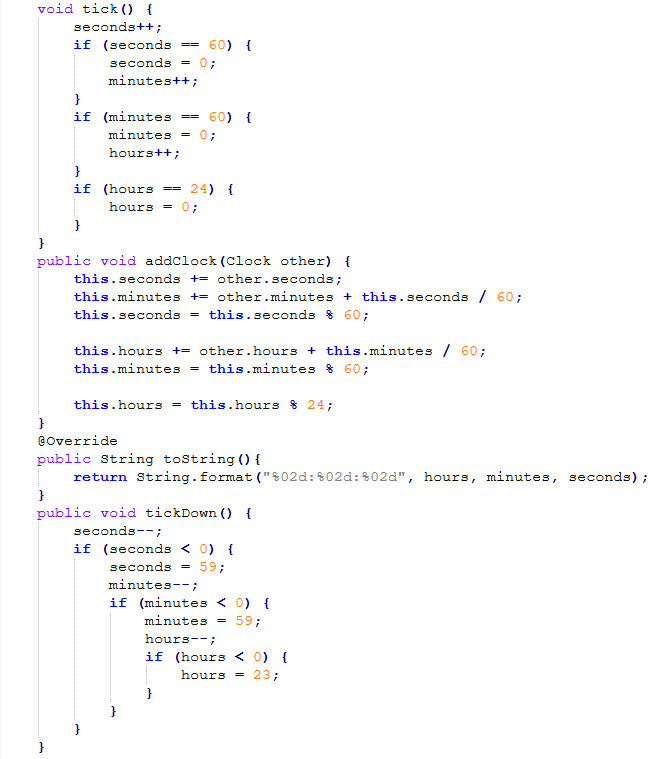 void tick() {
    seconds++;
    if (seconds == 60) {
        seconds = 0;
        minutes++;
    }
    if (minutes == 60) {
        minutes = 0;
        hours++;
    }
    if (hours == 24) {
        hours = 0;
    }
}
public void addClock(Clock other) {
    this.seconds += other.seconds;
    this.minutes += other.minutes + this.seconds / 60;
    this.seconds = this.seconds % 60;

    this.hours += other.hours + this.minutes / 60;
    this.minutes = this.minutes % 60;

    this.hours = this.hours % 24;
}
@Override
public String toString(){
    return String.format("%02d:%02d:%02d", hours, minutes, seconds);
}
public void tickDown() {
    seconds--;
    if (seconds < 0) {
        seconds = 59;
        minutes--;
        if (minutes < 0) {
            minutes = 59;
            hours--;
            if (hours < 0) {
                hours = 23;
            }
        }
    }
}